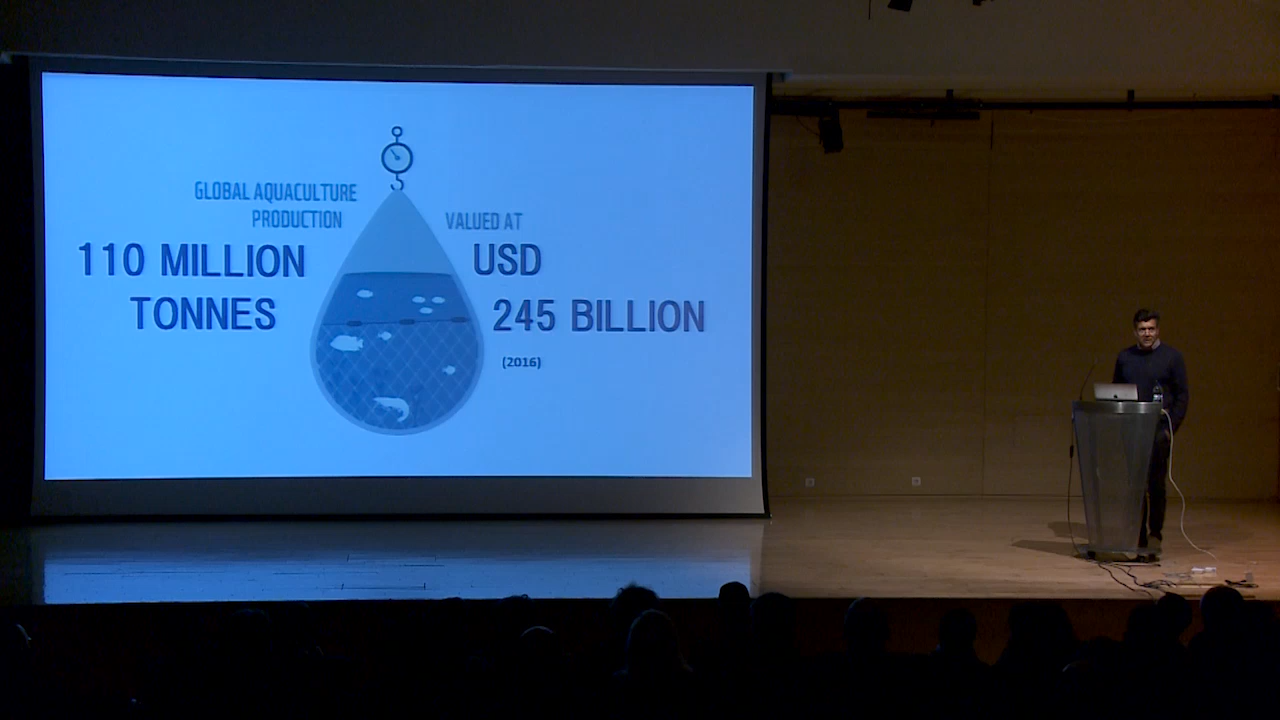 GLOBAL AQUACULTURE
PRODUCTION
110 MILLION
TONNES
VALUED AT
USD
245 BILLION
(2016)